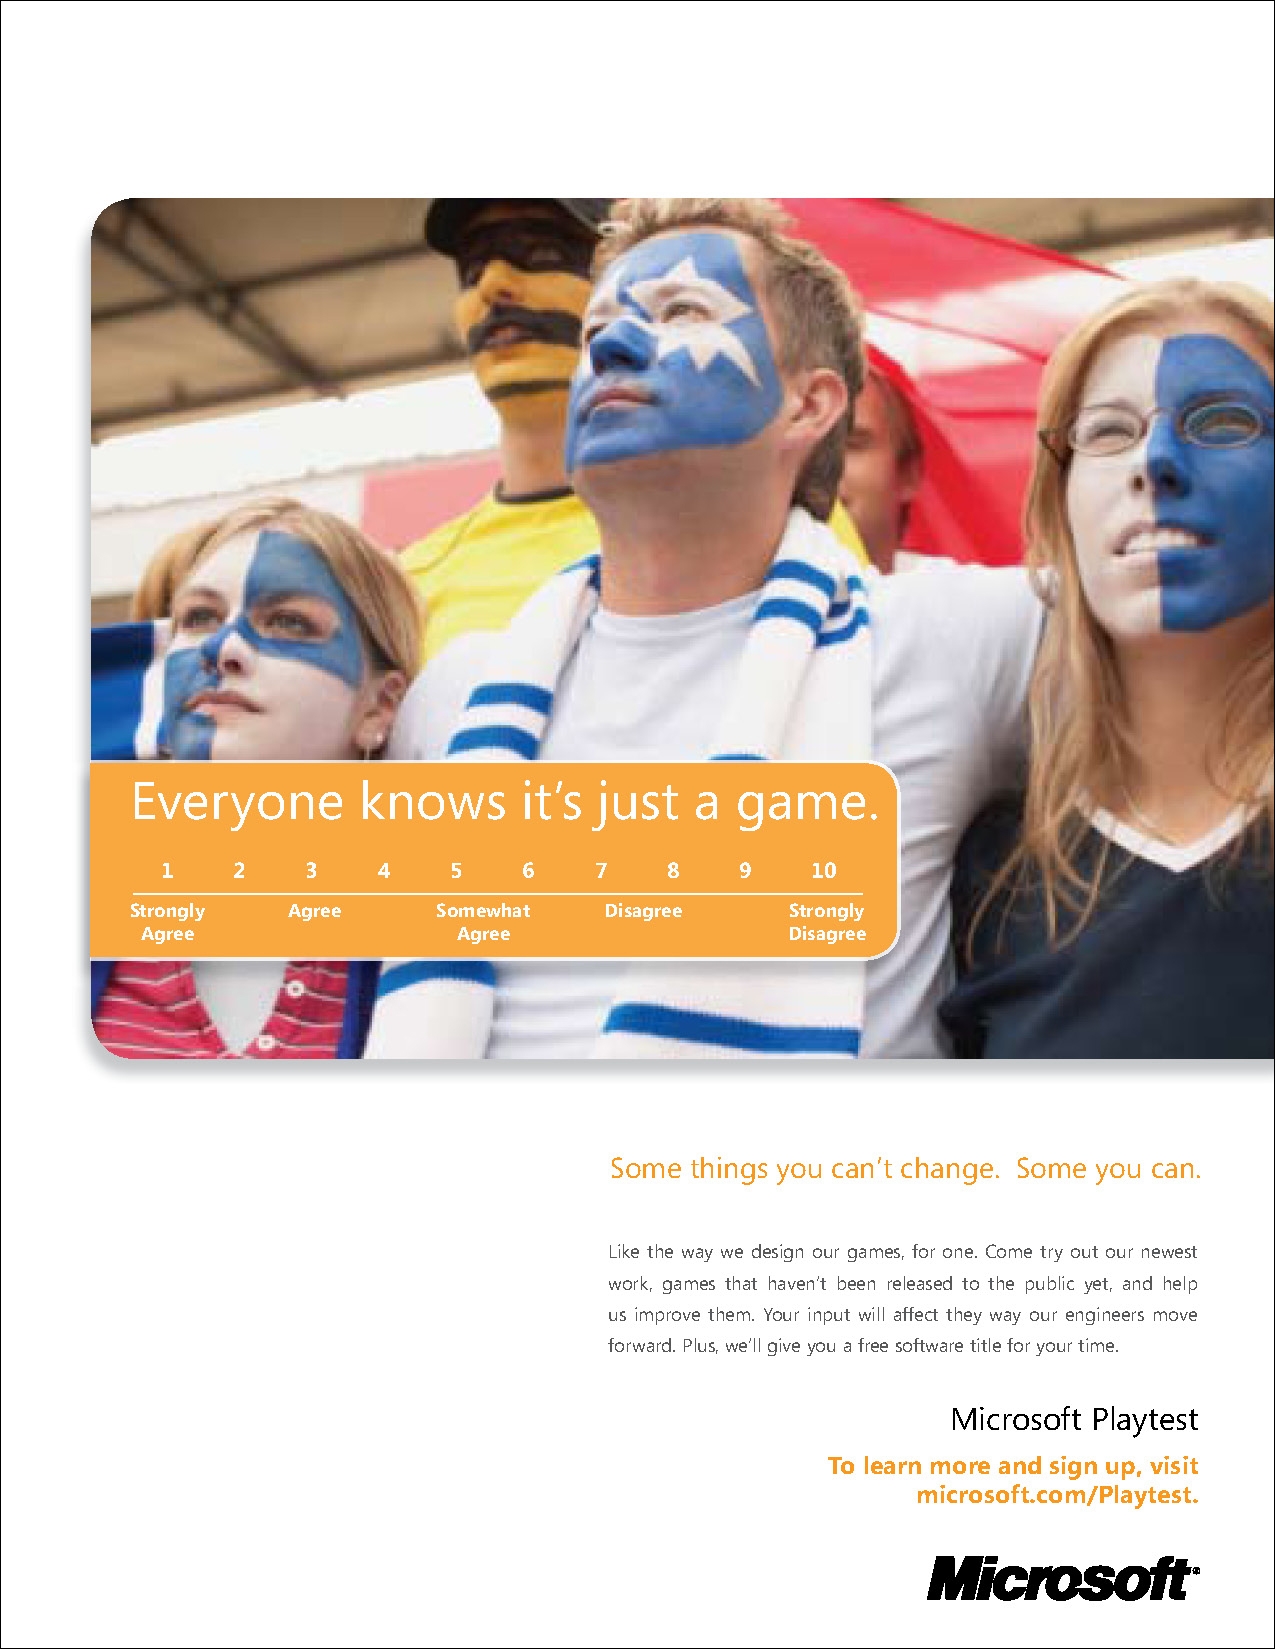 Everyone knows it’s just a game.
1 2 3 4 5 6 7 8 9 10
Strongly Agree Somewhat Disagree Strongly
Agree Agree Disagree
Some things you can’t change. Some you can.
Like the way we design our games, for one. Come try out our newest
work, games that haven’t been released to the public yet, and help
us improve them. Your input will affect they way our engineers move
forward. Plus, we’ll give you a free software title for your time.
Microsoft Playtest
To learn more and sign up, visit
microsoft.com/Playtest.
Microsoft®